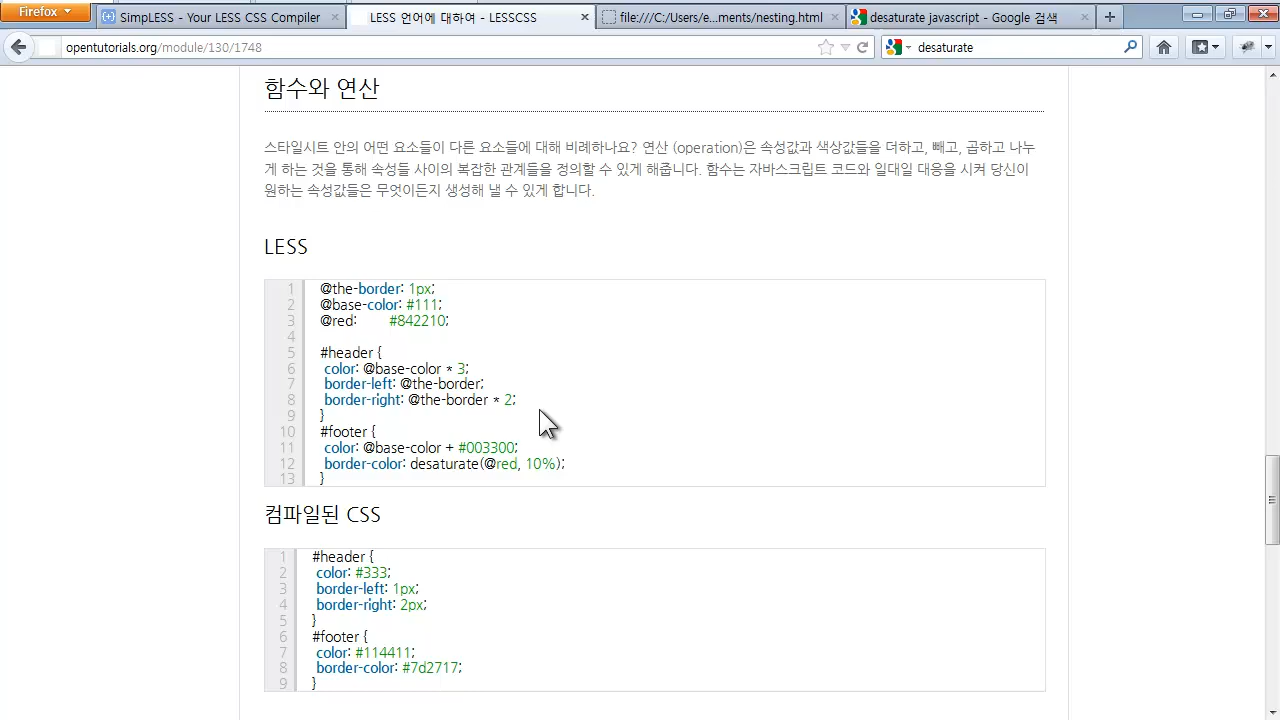 Firefox
SimpLESS - Your LESS CSS Compiler
LESS 언어에 대하여 - LESSCSS
file:///C:/Users/e...ments/nesting.html
desaturate javascript - Google 검색
opentutorials.org/module/130/1748
desaturate
함수와 연산
스타일시트 안의 어떤 요소들이 다른 요소들에 대해 비례하나요? 연산 (operation)은 속성값과 색상값들을 더하고, 빼고, 곱하고 나누
게 하는 것을 통해 속성들 사이의 복잡한 관계들을 정의할 수 있게 해줍니다. 함수는 자바스크립트 코드와 일대일 대응을 시켜 당신이
원하는 속성값들은 무엇이든지 생성해 낼 수 있게 합니다.
LESS
1 @the-border: 1px;
2 @base-color: #111;
3 @red: #842210;
4
5 #header {
6 color: @base-color * 3;
7 border-left: @the-border;
8 border-right: @the-border * 2;
9 }
10 #footer {
11 color: @base-color + #003300;
12 border-color: desaturate(@red, 10%);
13 }
컴파일된 CSS
1 #header {
2 color: #333;
3 border-left: 1px;
4 border-right: 2px;
5 }
6 #footer {
7 color: #114411;
8 border-color: #7d2717;
9 }